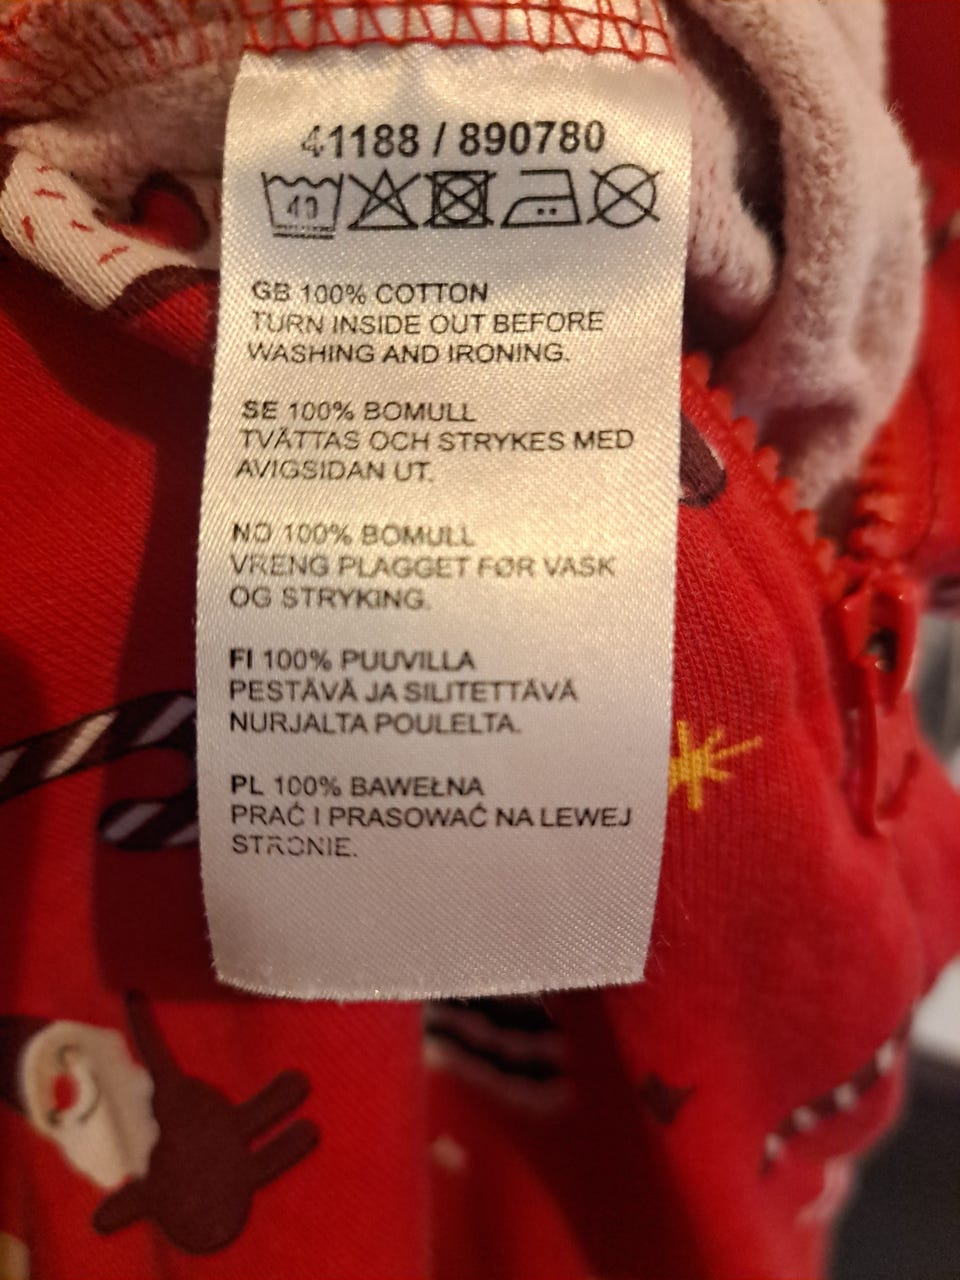 41188 / 890780
40
GB 100% COTTON
TURN INSIDE OUT BEFORE
WASHING AND IRONING.
SE 100% BOMULL
TVÄTTAS OCH STRYKES MED
AVIGSIDAN UT.
NO 100% BOMULL
VRENG PLAGGET FØR VASK
OG STRYKING.
FI 100% PUUVILLA
PESTÄVÄ JA SILITETTÄVÄ
NURJALTA POULELTA.
PL 100% BAWEŁNA
PRAĆ I PRASOWAĆ NA LEWEJ
STRONIE.